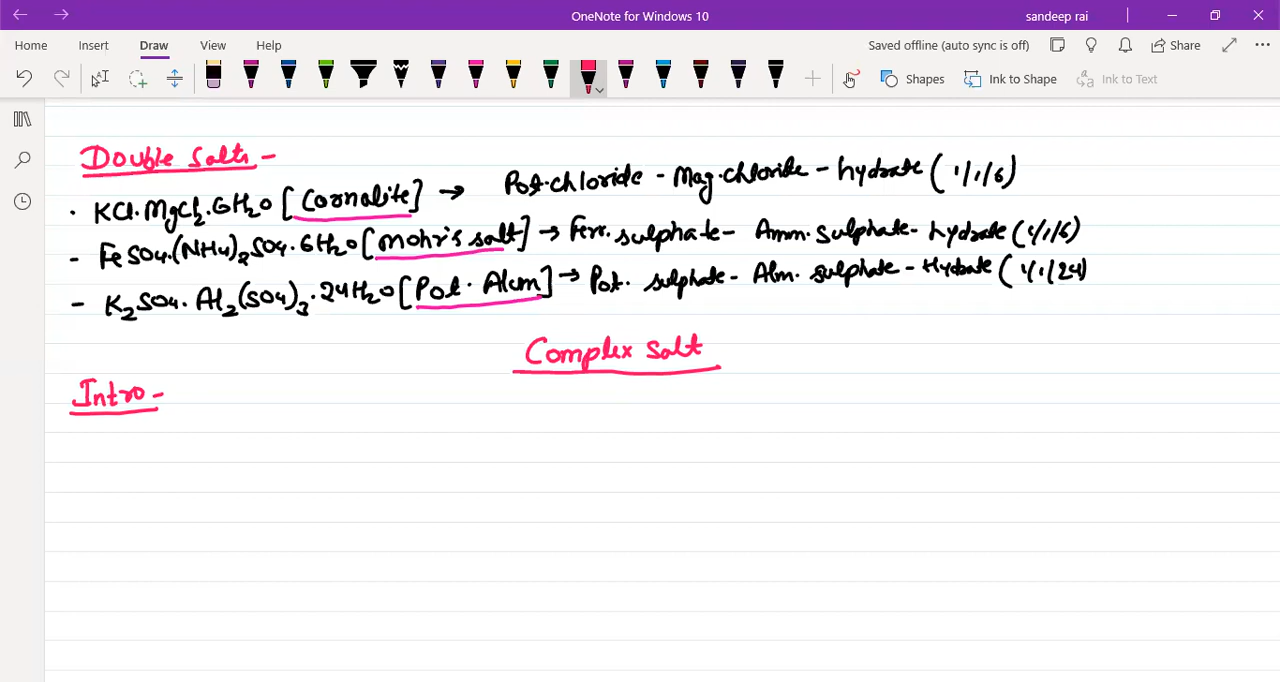 OneNote for Windows 10
sandeep rai
Home Insert Draw View Help
Saved offline (auto sync is off) Share
Shapes Ink to Shape Ink to Text
Double Salts -
· KCl·MgCl₂·6H₂O [Cornalite] → Pot·chloride - Mag·chloride - hydrate (1/1/6)
- FeSO₄·(NH₄)₂SO₄·6H₂O [Mohr's salt] → Ferr. sulphate - Amm. sulphate - hydrate (1/1/6)
- K₂SO₄·Al₂(SO₄)₃·24H₂O [Pot· Alum] → Pot. sulphate - Alm. sulphate - Hydrate (1/1/24)
Complex Salt
Intro -